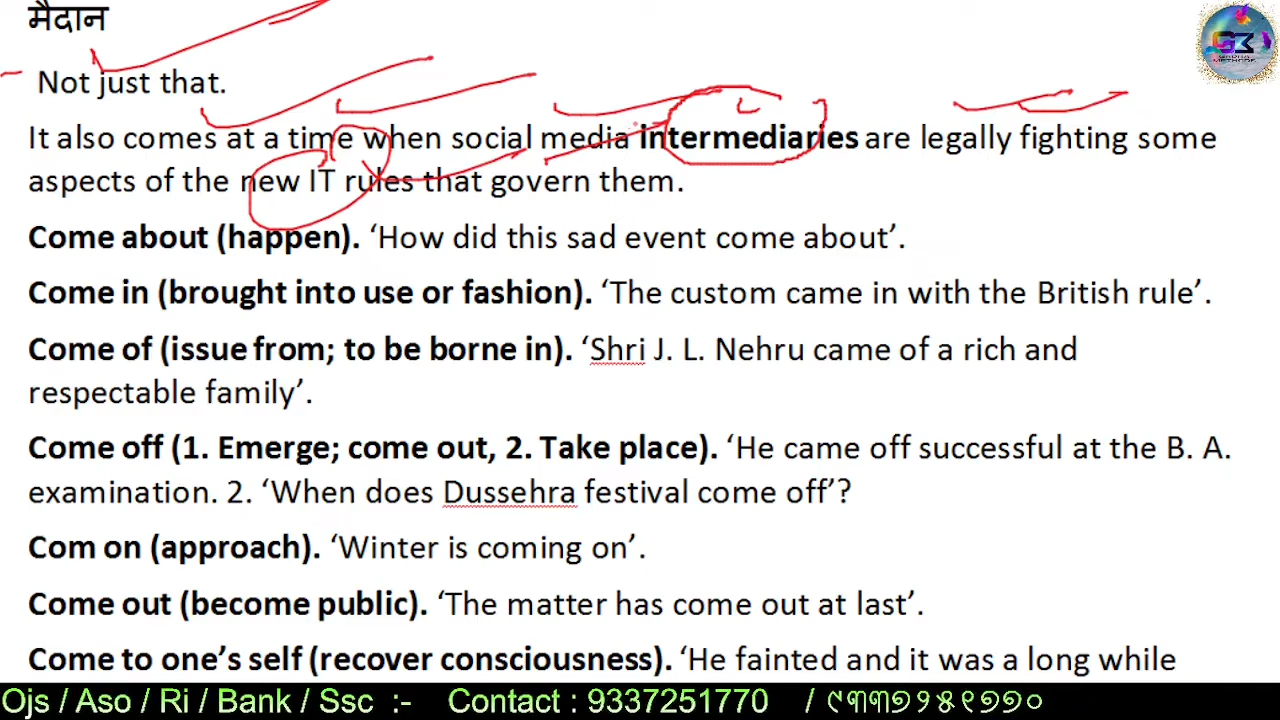 मैदान
G3
Not just that.
It also comes at a time when social media intermediaries are legally fighting some
aspects of the new IT rules that govern them.
Come about (happen). ‘How did this sad event come about’.
Come in (brought into use or fashion). ‘The custom came in with the British rule’.
Come of (issue from; to be borne in). ‘Shri J. L. Nehru came of a rich and
respectable family’.
Come off (1. Emerge; come out, 2. Take place). ‘He came off successful at the B. A.
examination. 2. ‘When does Dussehra festival come off’?
Com on (approach). ‘Winter is coming on’.
Come out (become public). ‘The matter has come out at last’.
Come to one’s self (recover consciousness). ‘He fainted and it was a long while
Ojs / Aso / Ri / Bank / Ssc :- Contact : 9337251770 / ୯୩୩୭୨୫୧୭୭୦